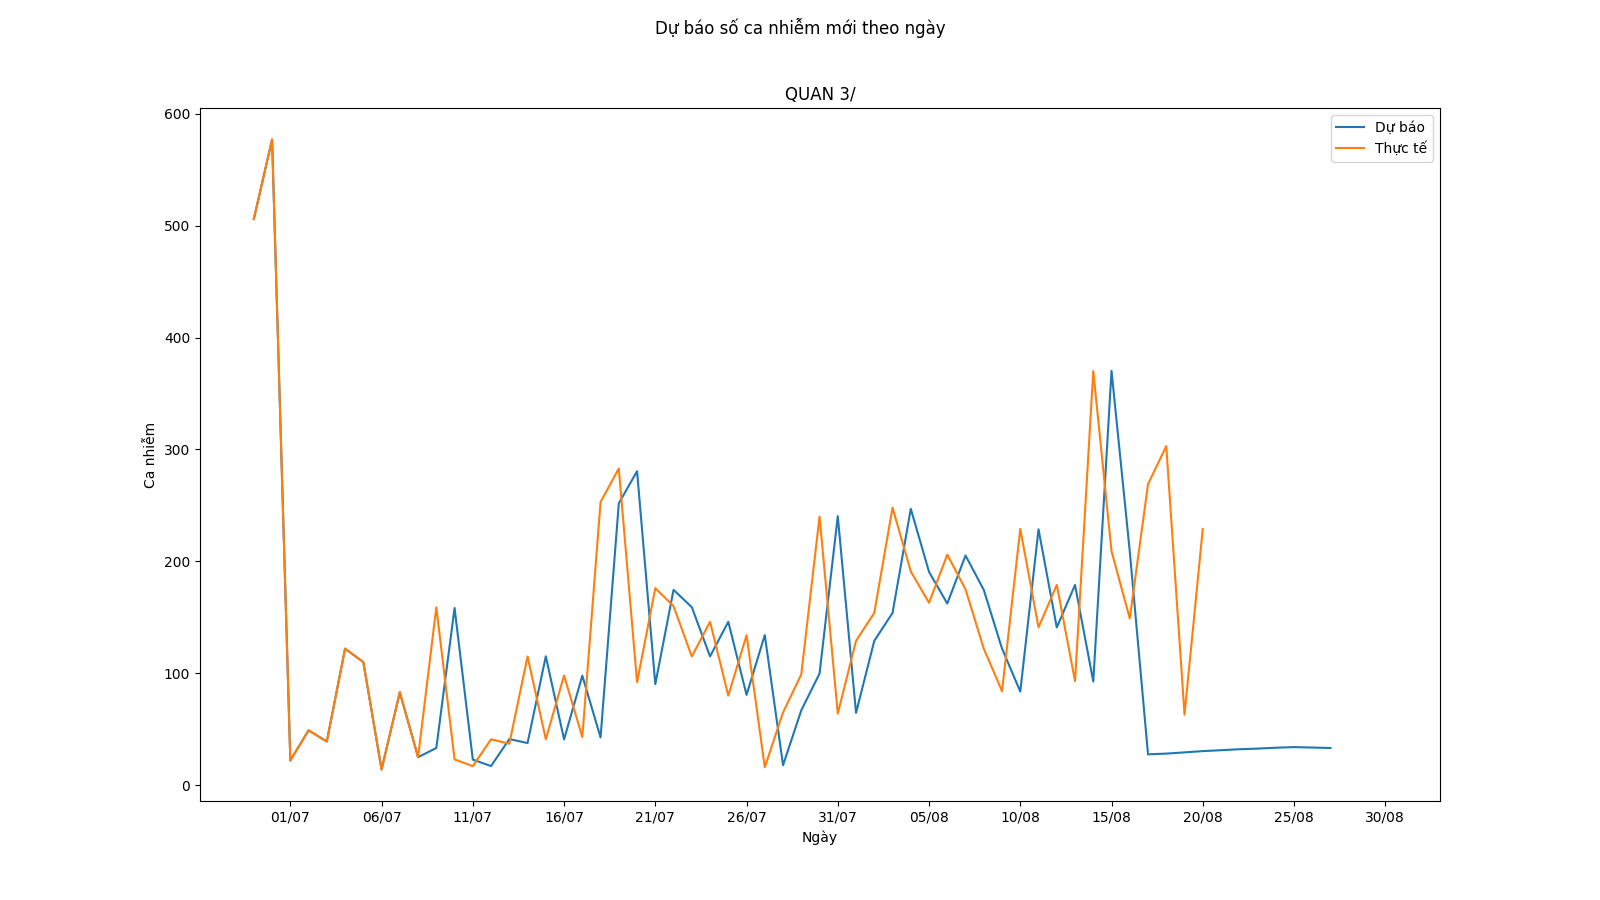 Dự báo số ca nhiễm mới theo ngày
QUAN 3/
600
500
400
300
200
100
0
Ca nhiễm
Dự báo
Thực tế
01/07 06/07 11/07 16/07 21/07 26/07 31/07 05/08 10/08 15/08 20/08 25/08 30/08
Ngày